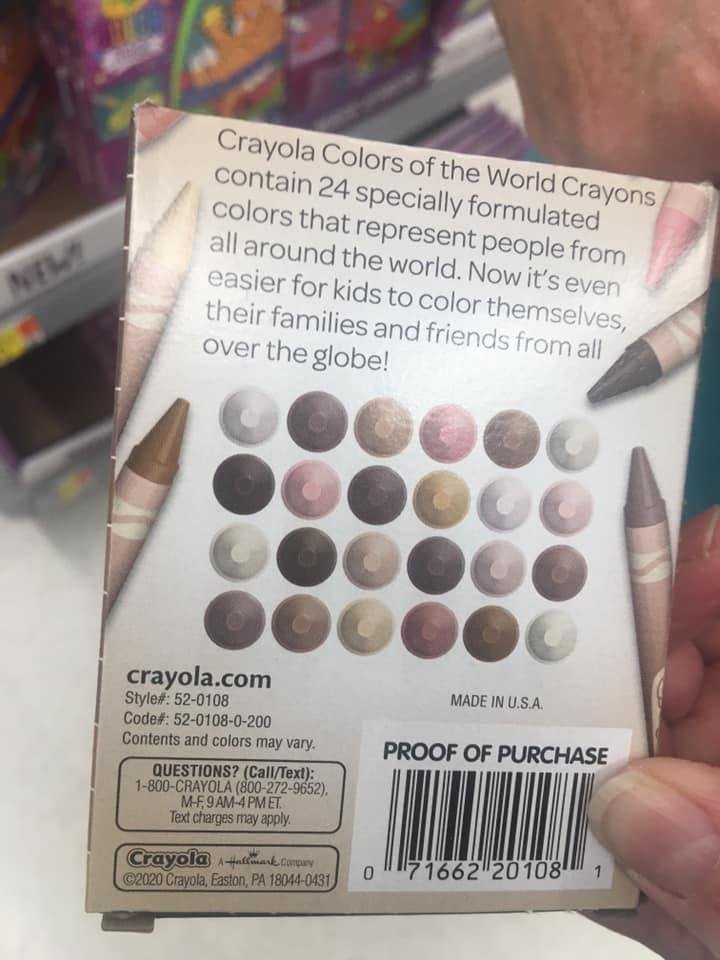 Crayola Colors of the World Crayons
contain 24 specially formulated
colors that represent people from
all around the world. Now it's even
easier for kids to color themselves,
their families and friends from all
over the globe!
NEW!
crayola.com
Style#: 52-0108
Code#: 52-0108-0-200
Contents and colors may vary.
MADE IN U.S.A.
QUESTIONS? (Call/Text):
1-800-CRAYOLA (800-272-9652),
M-F, 9 AM-4 PM ET.
Text charges may apply.
Crayola A Hallmark Company
©2020 Crayola, Easton, PA 18044-0431
PROOF OF PURCHASE
0 71662 20108 1